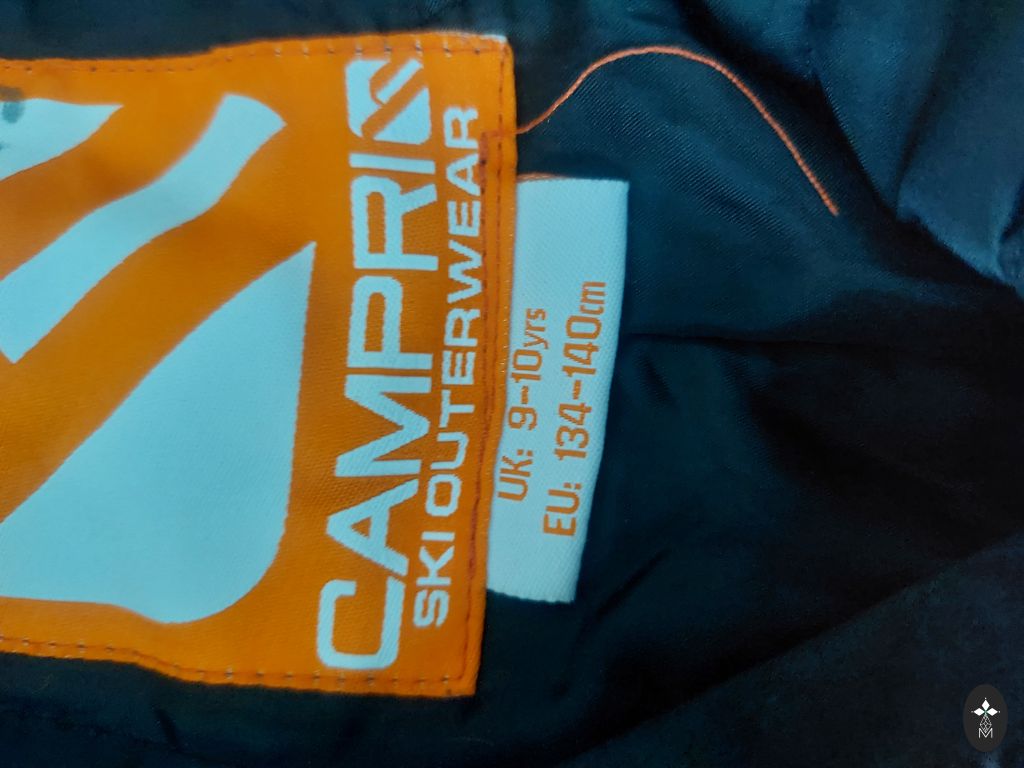 CAMPRI
SKI OUTERWEAR
UK: 9-10yrs
EU: 134-140cm
M